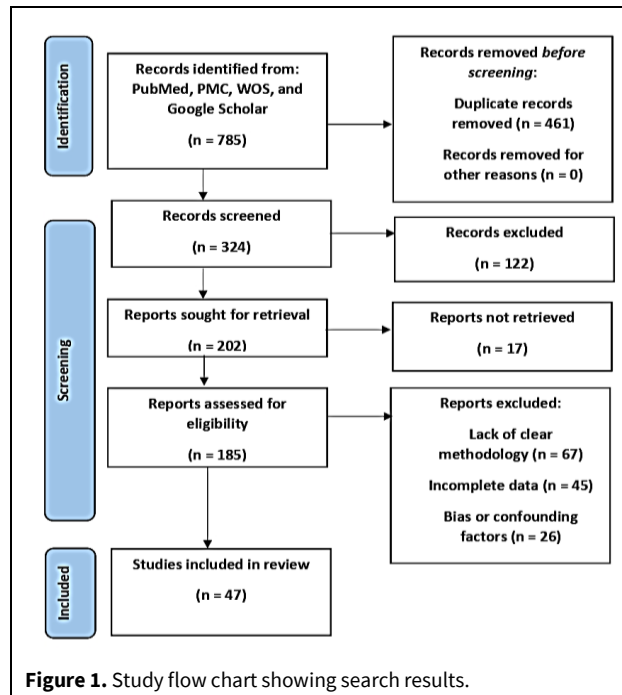 Identification
Records identified from:
PubMed, PMC, WOS, and
Google Scholar
(n = 785)
Records removed before
screening:
Duplicate records
removed (n = 461)
Records removed for
other reasons (n = 0)
Screening
Records screened
(n = 324)
Records excluded
(n = 122)
Reports sought for retrieval
(n = 202)
Reports not retrieved
(n = 17)
Reports assessed for
eligibility
(n = 185)
Reports excluded:
Lack of clear
methodology (n = 67)
Incomplete data (n = 45)
Bias or confounding
factors (n = 26)
Included
Studies included in review
(n = 47)
Figure 1. Study flow chart showing search results.